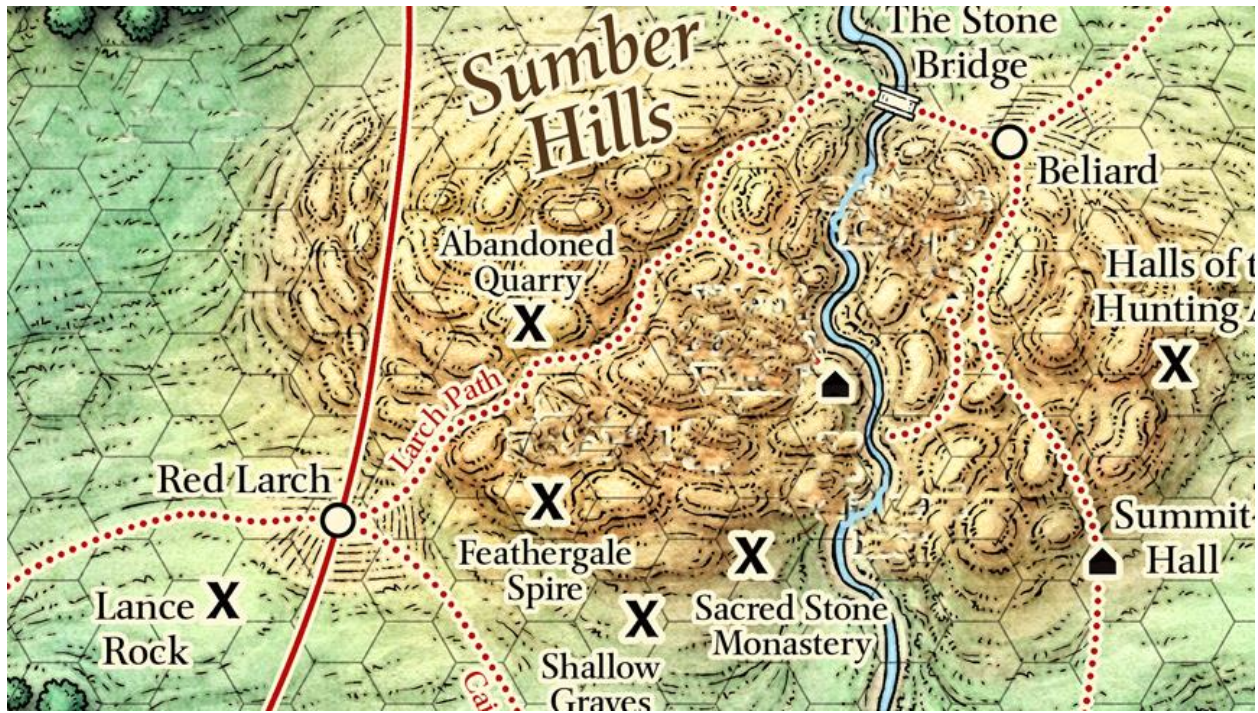 Sumber
Hills
The Stone
Bridge
Beliard
Abandoned
Quarry
X
Halls of
Hunting
X
Larch Path
Red Larch
X
Feathergale
Spire
X
Sacred Stone
Monastery
Summit
Hall
Lance
Rock
X
X
Shallow
Graves